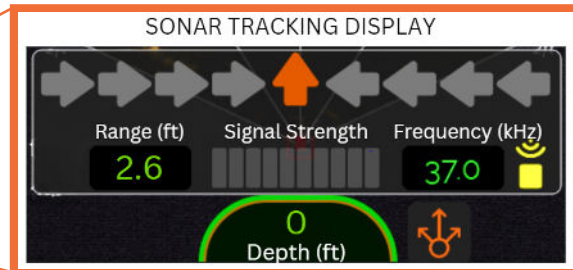 SONAR TRACKING DISPLAY
Range (ft) Signal Strength Frequency (kHz)
2.6 37.0
0
Depth (ft)